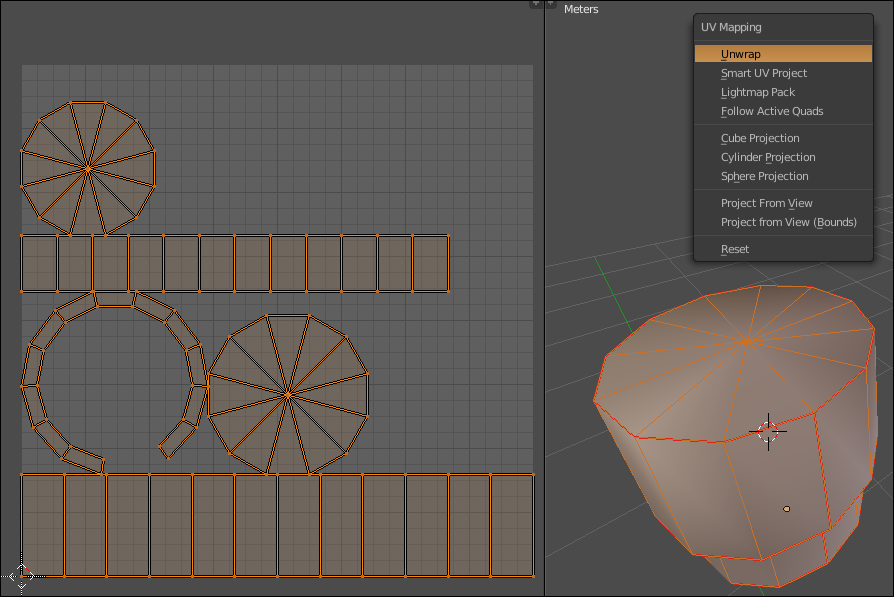 Meters
UV Mapping
Unwrap
Smart UV Project
Lightmap Pack
Follow Active Quads
Cube Projection
Cylinder Projection
Sphere Projection
Project From View
Project from View (Bounds)
Reset